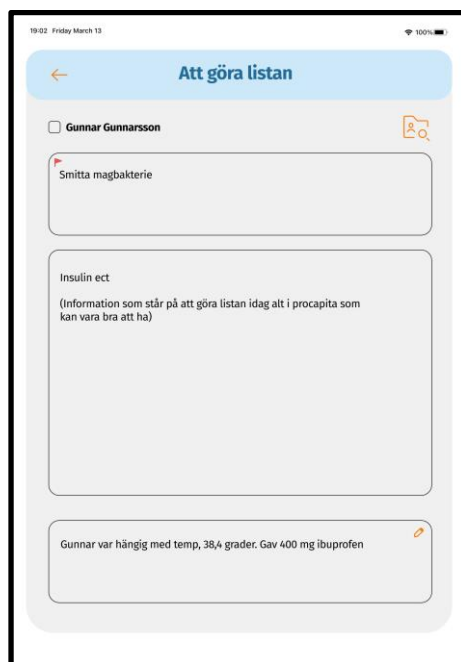 19:02 Friday March 13
100%
Att göra listan
Gunnar Gunnarsson
Smitta magbakterie
Insulin ect
(Information som står på att göra listan idag alt i procapita som
kan vara bra att ha)
Gunnar var hängig med temp, 38,4 grader. Gav 400 mg ibuprofen